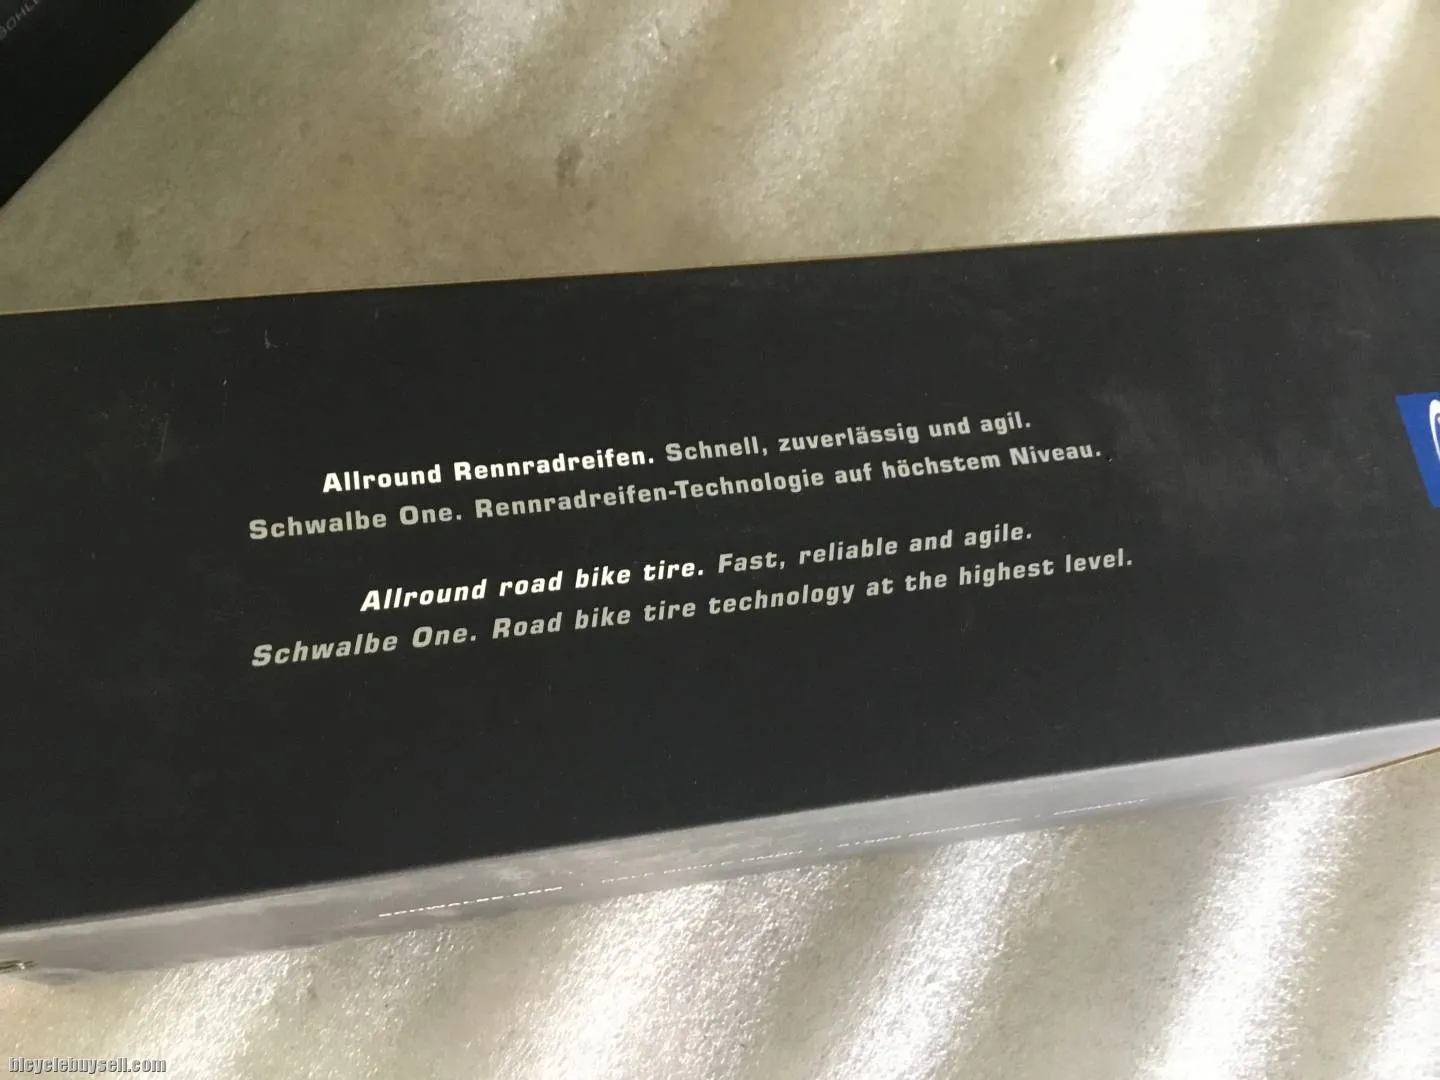 Allround Rennradreifen. Schnell, zuverlässig und agil.
Schwalbe One. Rennradreifen-Technologie auf höchstem Niveau.
Allround road bike tire. Fast, reliable and agile.
Schwalbe One. Road bike tire technology at the highest level.
bicyclebuysell.com